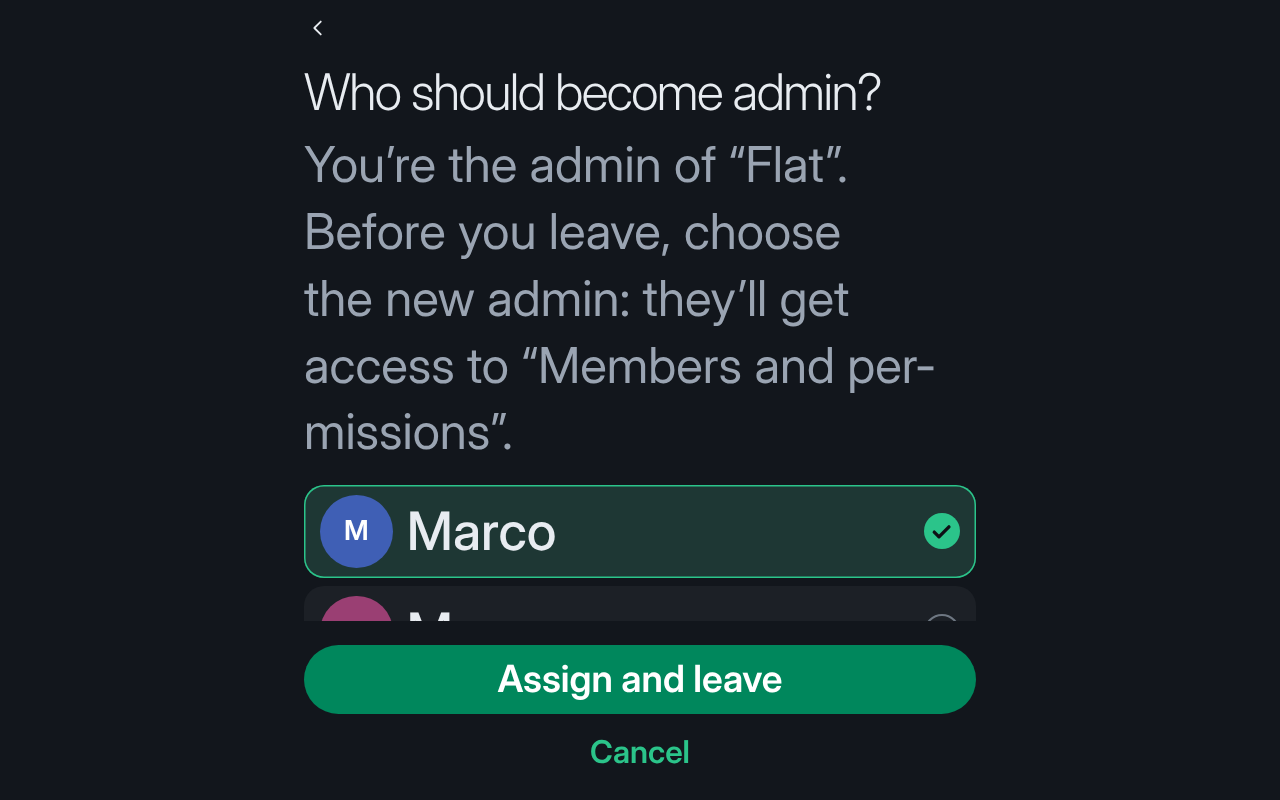 Who should become admin?
You’re the admin of “Flat”.
Before you leave, choose
the new admin: they’ll get
access to “Members and per-
missions”.
M
Marco
Assign and leave
Cancel